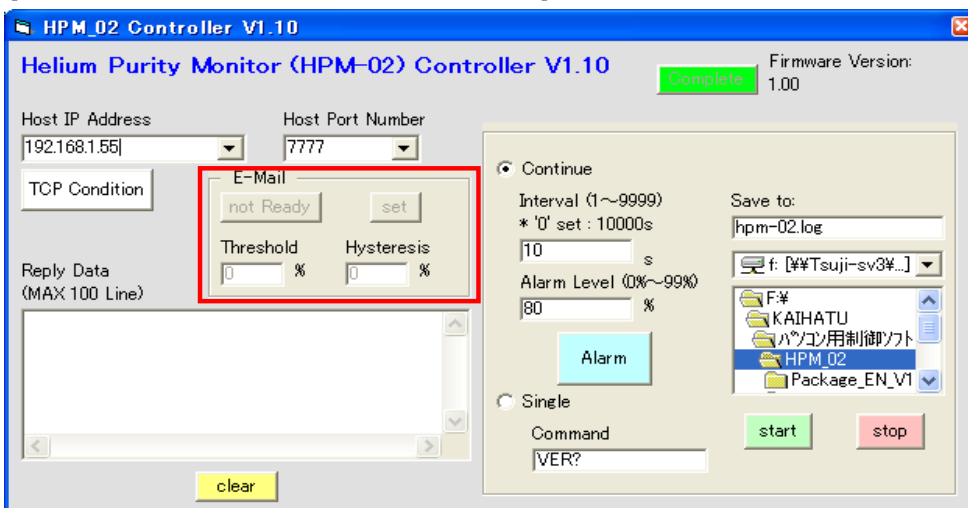 HPM_02 Controller V1.10
Helium Purity Monitor (HPM-02) Controller V1.10
Complete
Firmware Version:
1.00
Host IP Address
Host Port Number
192.168.1.55
7777
TCP Condition
E-Mail
not Ready
set
Threshold
Hysteresis
0 %
0 %
Reply Data
(MAX 100 Line)
clear
Continue
Interval (1～9999)
* '0' set : 10000s
10 s
Alarm Level (0%～99%)
80 %
Alarm
Single
Command
VER?
Save to:
hpm-02.log
f: [¥¥Tsuji-sv3¥...]
F:¥
KAIHATU
パソコン用制御ソフト
HPM_02
Package_EN_V1
start
stop